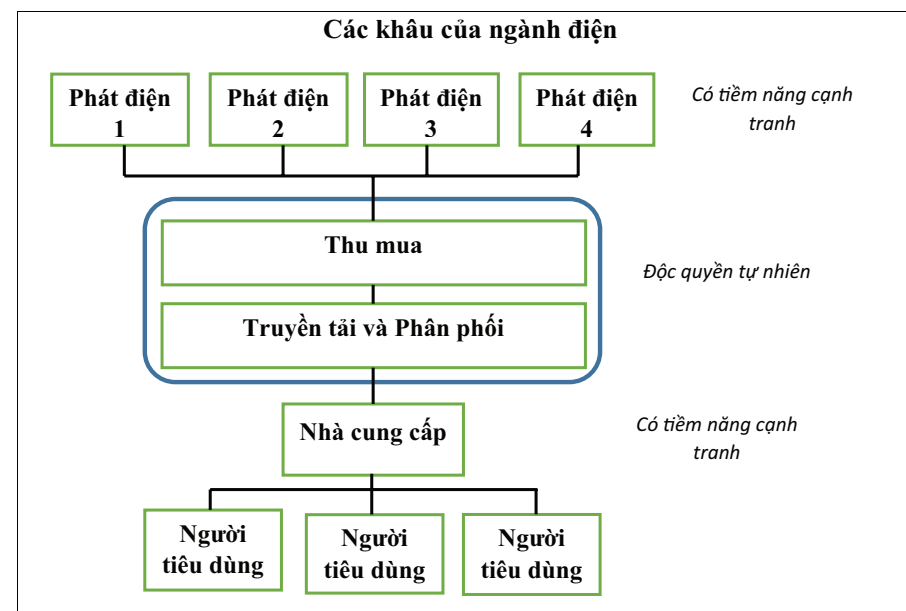 Các khâu của ngành điện
Phát điện
1
Phát điện
2
Phát điện
3
Phát điện
4
Có tiềm năng cạnh
tranh
Thu mua
Độc quyền tự nhiên
Truyền tải và Phân phối
Nhà cung cấp
Có tiềm năng cạnh
tranh
Người
tiêu dùng
Người
tiêu dùng
Người
tiêu dùng